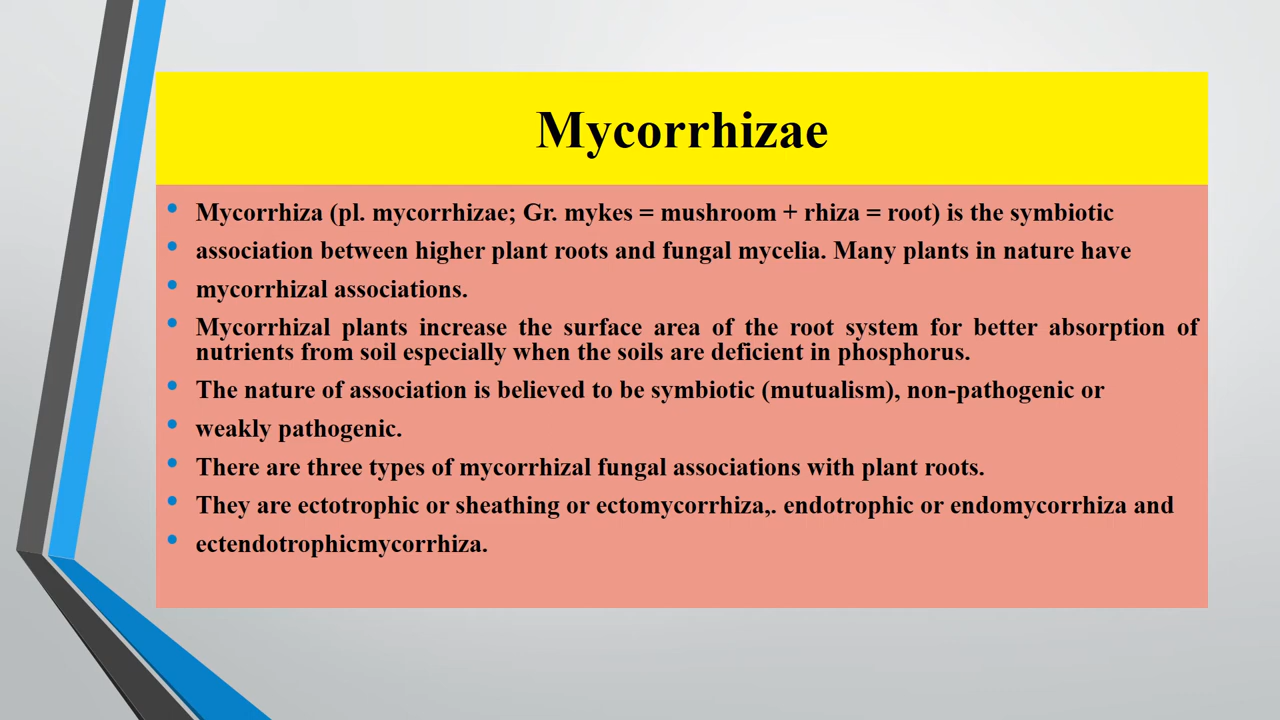 Mycorrhizae
• Mycorrhiza (pl. mycorrhizae; Gr. mykes = mushroom + rhiza = root) is the symbiotic
• association between higher plant roots and fungal mycelia. Many plants in nature have
• mycorrhizal associations.
• Mycorrhizal plants increase the surface area of the root system for better absorption of
nutrients from soil especially when the soils are deficient in phosphorus.
• The nature of association is believed to be symbiotic (mutualism), non-pathogenic or
• weakly pathogenic.
• There are three types of mycorrhizal fungal associations with plant roots.
• They are ectotrophic or sheathing or ectomycorrhiza,. endotrophic or endomycorrhiza and
• ectendotrophicmycorrhiza.